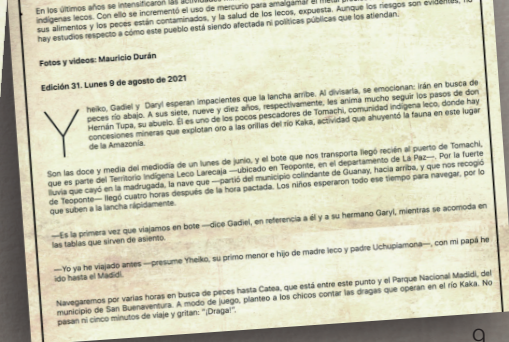 En los últimos años se intensificaron las
indígenas lecos. Con ello se incrementó el uso de mercurio para amalgamar el
sus alimentos y los peces están contaminados, y la salud de los lecos, expuesta. Aunque los riesgos son evidentes, no
hay estudios respecto a cómo este pueblo está siendo afectada ni políticas públicas que los atiendan.
Fotos y videos: Mauricio Durán
Edición 31. Lunes 9 de agosto de 2021
Yheiko, Gadiel y Daryl esperan impacientes que la lancha arribe. Al divisarla, se emocionan: irán en busca de
peces río abajo. A sus siete, nueve y diez años, respectivamente, les anima mucho seguir los pasos de don
Hernán Tupa, su abuelo. Él es uno de los pocos pescadores de Tomachi, comunidad indígena leco, donde hay
concesiones mineras que explotan oro a las orillas del río Kaka, actividad que ahuyentó la fauna en este lugar
de la Amazonía.
Son las doce y media del mediodía de un lunes de junio, y el bote que nos transporta llegó recién al puerto de Tomachi,
que es parte del Territorio Indígena Leco Larecaja —ubicado en Teoponte, en el departamento de La Paz—. Por la fuerte
lluvia que cayó en la madrugada, la nave que —partió del municipio colindante de Guanay, hacia arriba, y que nos recogió
de Teoponte— llegó cuatro horas después de la hora pactada. Los niños esperaron todo ese tiempo para navegar, por lo
que suben a la lancha rápidamente.
—Es la primera vez que viajamos en bote —dice Gadiel, en referencia a él y a su hermano Garyl, mientras se acomoda en
las tablas que sirven de asiento.
—Yo ya he viajado antes —presume Yheiko, su primo menor e hijo de madre leco y padre Uchupiamona—, con mi papá he
ido hasta el Madidi.
Navegaremos por varias horas en busca de peces hasta Catea, que está entre este punto y el Parque Nacional Madidi, del
municipio de San Buenaventura. A modo de juego, planteo a los chicos contar las dragas que operan en el río Kaka. No
pasan ni cinco minutos de viaje y gritan: "¡Draga!".
9